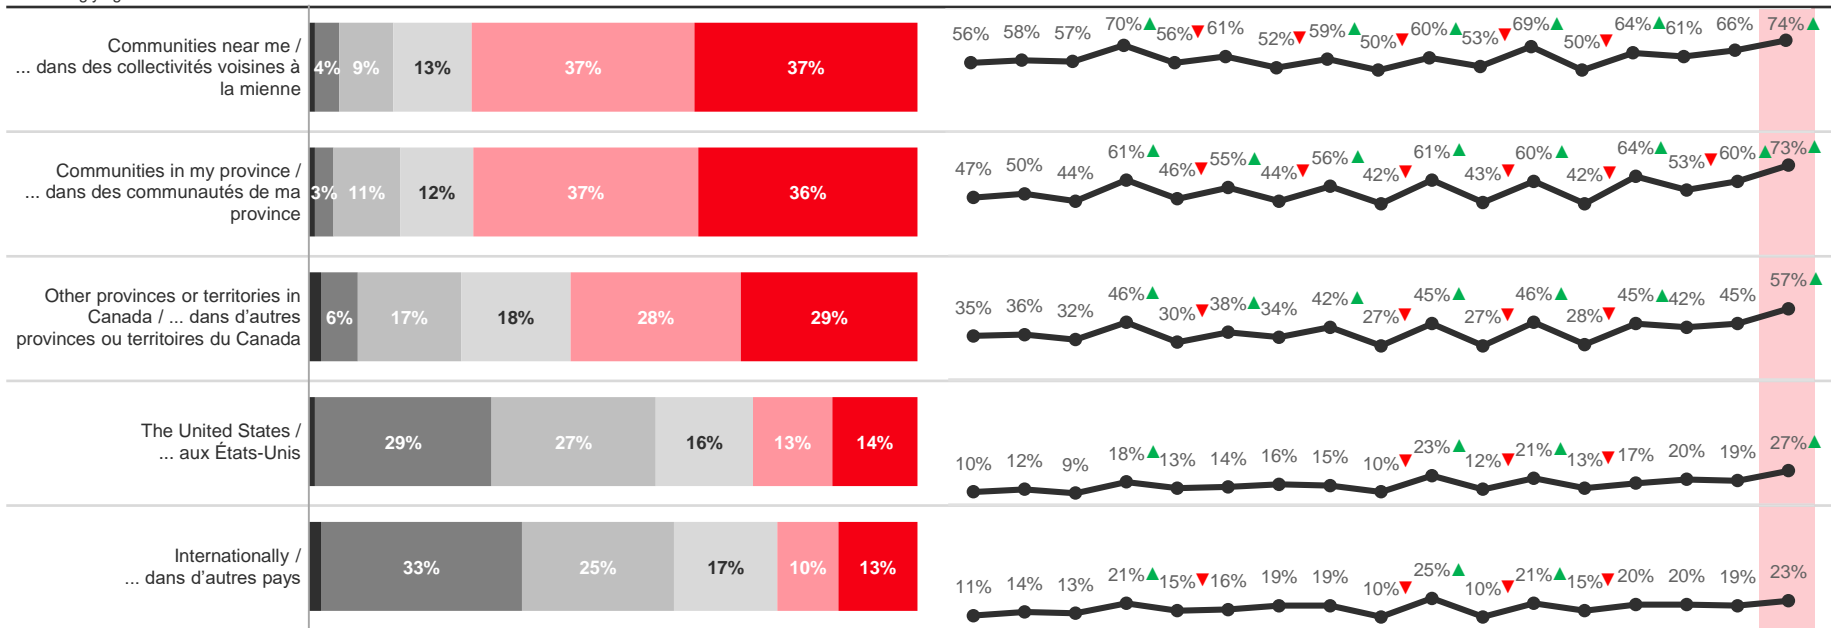 Communities near me /
... dans des collectivités voisines à
la mienne
4% 9% 13% 37% 37%
56% 58% 57% 70% 56% 61% 52% 59% 50% 60% 53% 69% 50% 64% 61% 66% 74%
Communities in my province /
... dans des communautés de ma
province
3% 11% 12% 37% 36%
47% 50% 44% 61% 46% 55% 44% 56% 42% 61% 43% 60% 42% 64% 53% 60% 73%
Other provinces or territories in
Canada / ... dans d'autres
provinces ou territoires du Canada
6% 17% 18% 28% 29%
35% 36% 32% 46% 30% 38% 34% 42% 27% 45% 27% 46% 28% 45% 42% 45% 57%
The United States /
... aux États-Unis
29% 27% 16% 13% 14%
10% 12% 9% 18% 13% 14% 16% 15% 10% 23% 12% 21% 13% 17% 20% 19% 27%
Internationally /
... dans d'autres pays
33% 25% 17% 10% 13%
11% 14% 13% 21% 15% 16% 19% 19% 10% 25% 10% 21% 15% 20% 20% 19% 23%